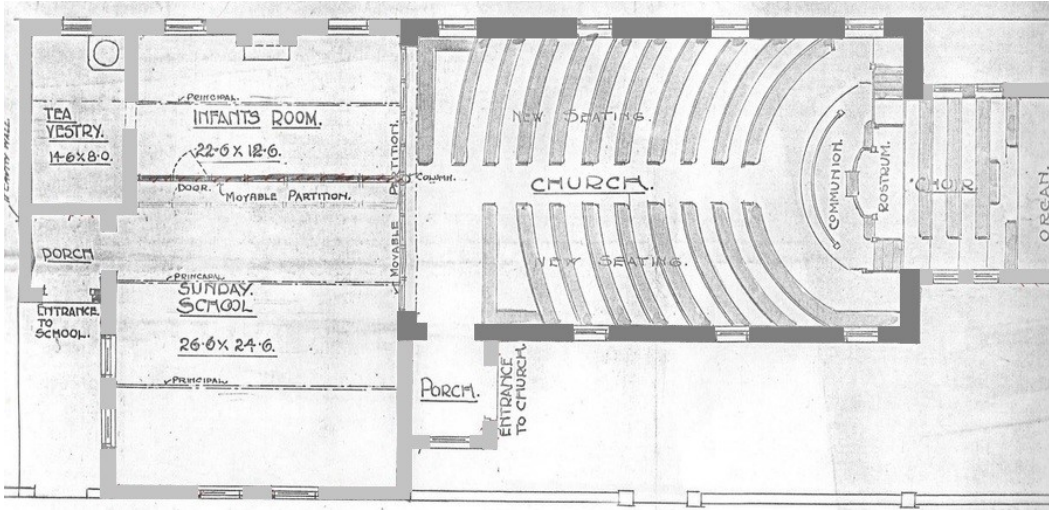 PRINCIPAL.
TEA
VESTRY.
14·6 X 8·0.
INFANTS ROOM.
22·6 X 12·6.
DOOR.
MOVABLE PARTITION.
COLUMN.
MOVABLE PARTITION.
NEW SEATING.
CHURCH.
NEW SEATING.
COMMUNION.
ROSTRUM.
CHOIR.
ORGAN.
PORCH
ENTRANCE
TO
SCHOOL.
PRINCIPAL
SUNDAY.
SCHOOL
26·6 X 24·6.
PRINCIPAL
PORCH.
ENTRANCE
TO CHURCH.